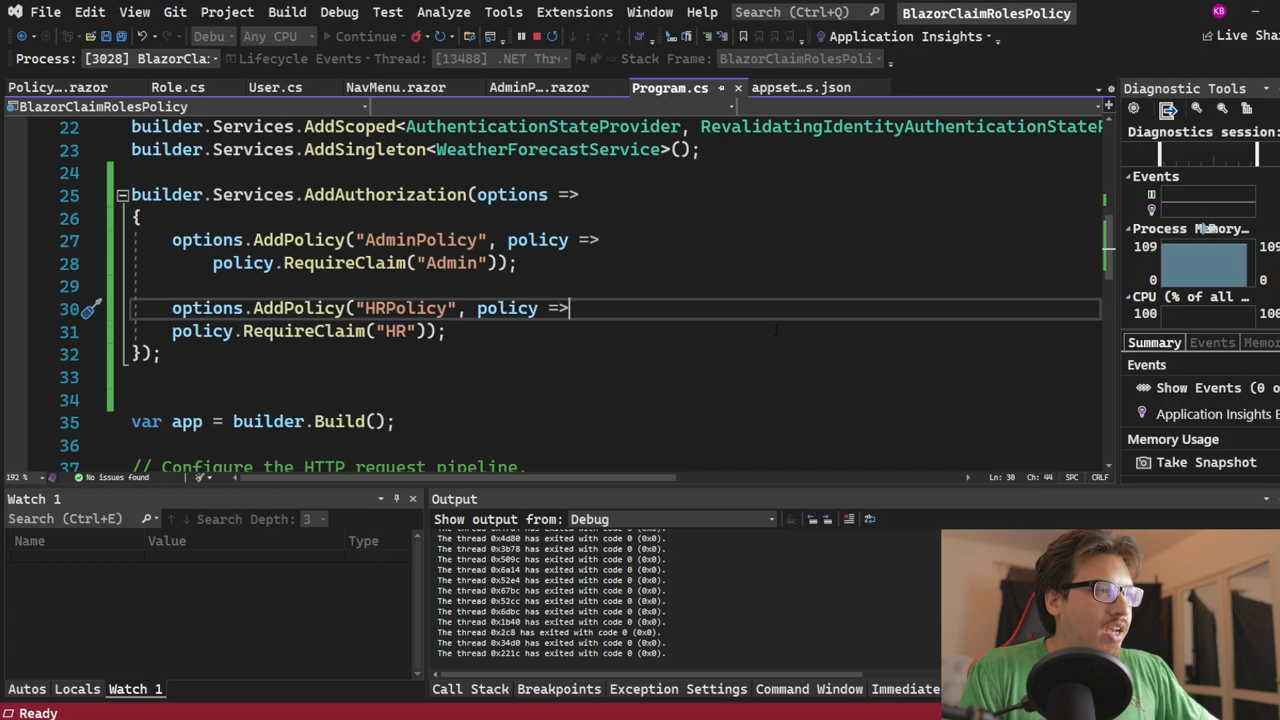 File Edit View Git Project Build Debug Test Analyze Tools Extensions Window Help Search (Ctrl+Q) BlazorClaimRolesPolicy KB
Debug Any CPU Continue Application Insights Live Share
Process: [3028] BlazorCla: Lifecycle Events Thread: [13488] .NET Thre Stack Frame: BlazorClaimRolesPoli
Policy....razor Role.cs User.cs NavMenu.razor AdminP....razor Program.cs appset...s.json
BlazorClaimRolesPolicy
22 builder.Services.AddScoped<AuthenticationStateProvider, RevalidatingIdentityAuthenticationStateP
23 builder.Services.AddSingleton<WeatherForecastService>();
24
25 builder.Services.AddAuthorization(options =>
26 {
27 options.AddPolicy("AdminPolicy", policy =>
28 policy.RequireClaim("Admin"));
29
30 options.AddPolicy("HRPolicy", policy =>
31 policy.RequireClaim("HR"));
32 });
33
34
35 var app = builder.Build();
36
37 // Configure the HTTP request pipeline.
192 % No issues found Ln: 30 Ch: 44 SPC CRLF
Diagnostic Tools
Diagnostics session:
Events
Process Memory...
109 109
0 0
CPU (% of all ...
100 100
Summary Events Memo
Events
Show Events (0 o
Application Insights E
Memory Usage
Take Snapshot
Watch 1
Search (Ctrl+E) Search Depth: 3
Name Value Type
Autos Locals Watch 1
Output
Show output from: Debug
The thread 0x4d80 has exited with code 0 (0x0).
The thread 0x3b78 has exited with code 0 (0x0).
The thread 0x509c has exited with code 0 (0x0).
The thread 0x6a14 has exited with code 0 (0x0).
The thread 0x52e4 has exited with code 0 (0x0).
The thread 0x67bc has exited with code 0 (0x0).
The thread 0x52cc has exited with code 0 (0x0).
The thread 0x6dbc has exited with code 0 (0x0).
The thread 0x1b40 has exited with code 0 (0x0).
The thread 0x2c8 has exited with code 0 (0x0).
The thread 0x34d0 has exited with code 0 (0x0).
The thread 0x221c has exited with code 0 (0x0).
Call Stack Breakpoints Exception Settings Command Window Immediate
Ready